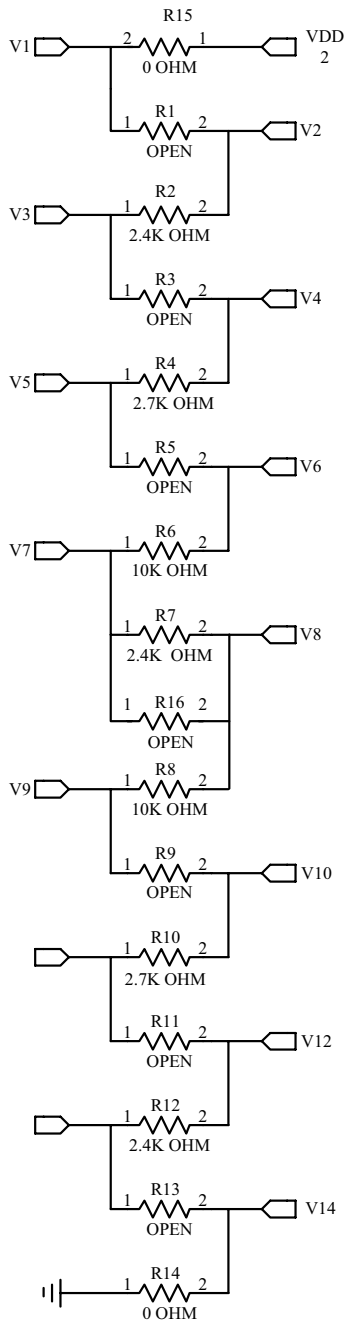 R15
V1 2 1 VDD
0 OHM 2
R1
1 2 V2
OPEN
R2
V3 1 2
2.4K OHM
R3
1 2 V4
OPEN
R4
V5 1 2
2.7K OHM
R5
1 2 V6
OPEN
R6
V7 1 2
10K OHM
R7
1 2 V8
2.4K OHM
R16
1 2
OPEN
R8
V9 1 2
10K OHM
R9
1 2 V10
OPEN
R10
1 2
2.7K OHM
R11
1 2 V12
OPEN
R12
1 2
2.4K OHM
R13
1 2 V14
OPEN
R14
1 2
0 OHM